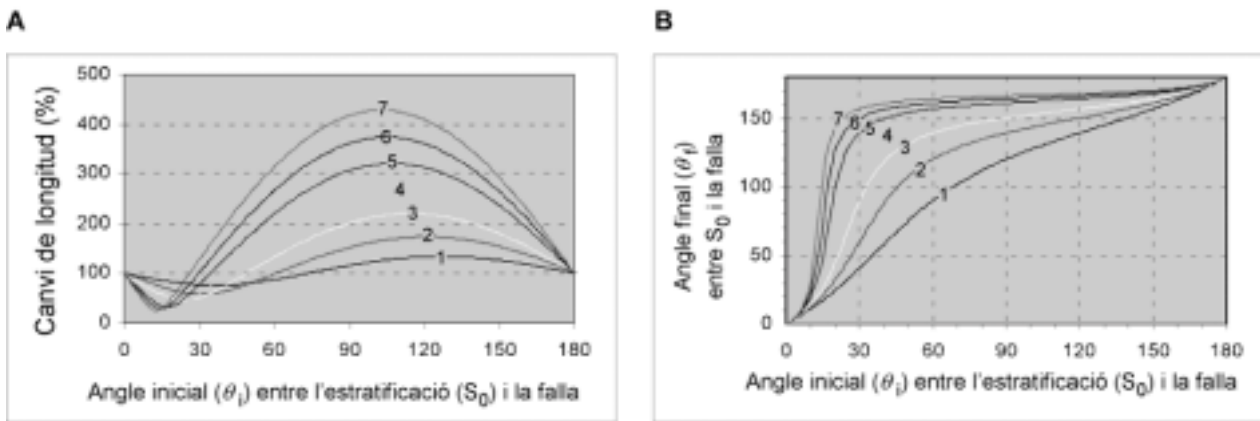 A
B
Canvi de longitud (%)
500
400
300
200
100
0
7
6
5
4
3
2
1
0 30 60 90 120 150 180
Angle inicial (θi) entre l'estratificació (S0) i la falla
Angle final (θf)
entre S0 i la falla
150
100
50
0
7 6 5 4
3
2
1
0 30 60 90 120 150 180
Angle inicial (θi) entre l'estratificació (S0) i la falla